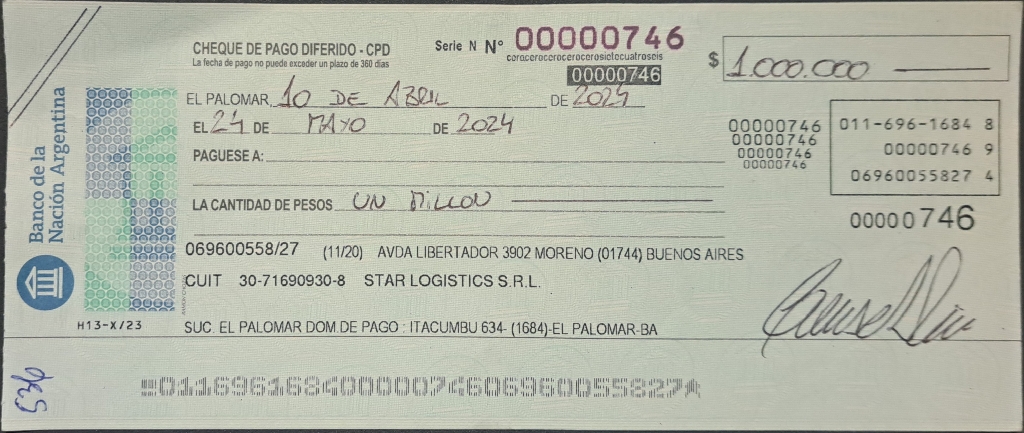 CHEQUE DE PAGO DIFERIDO - CPD
La fecha de pago no puede exceder un plazo de 360 días
Serie N Nº 00000746
cerocerocerocerocerosietecuatroseis
00000746
$ 1.000.000
EL PALOMAR, 10 DE ABRIL DE 2024
EL 24 DE MAYO DE 2024
PAGUESE A:
LA CANTIDAD DE PESOS UN MILLON
00000746
00000746
00000746
00000746
011-696-1684 8
00000746 9
06960055827 4
00000746
Banco de la
Nación Argentina
069600558/27 (11/20) AVDA LIBERTADOR 3902 MORENO (01744) BUENOS AIRES
CUIT 30-71690930-8 STAR LOGISTICS S.R.L.
H13-X/23
SUC. EL PALOMAR DOM.DE PAGO : ITACUMBU 634- (1684)-EL PALOMAR-BA
536
01169616840000074606960055827